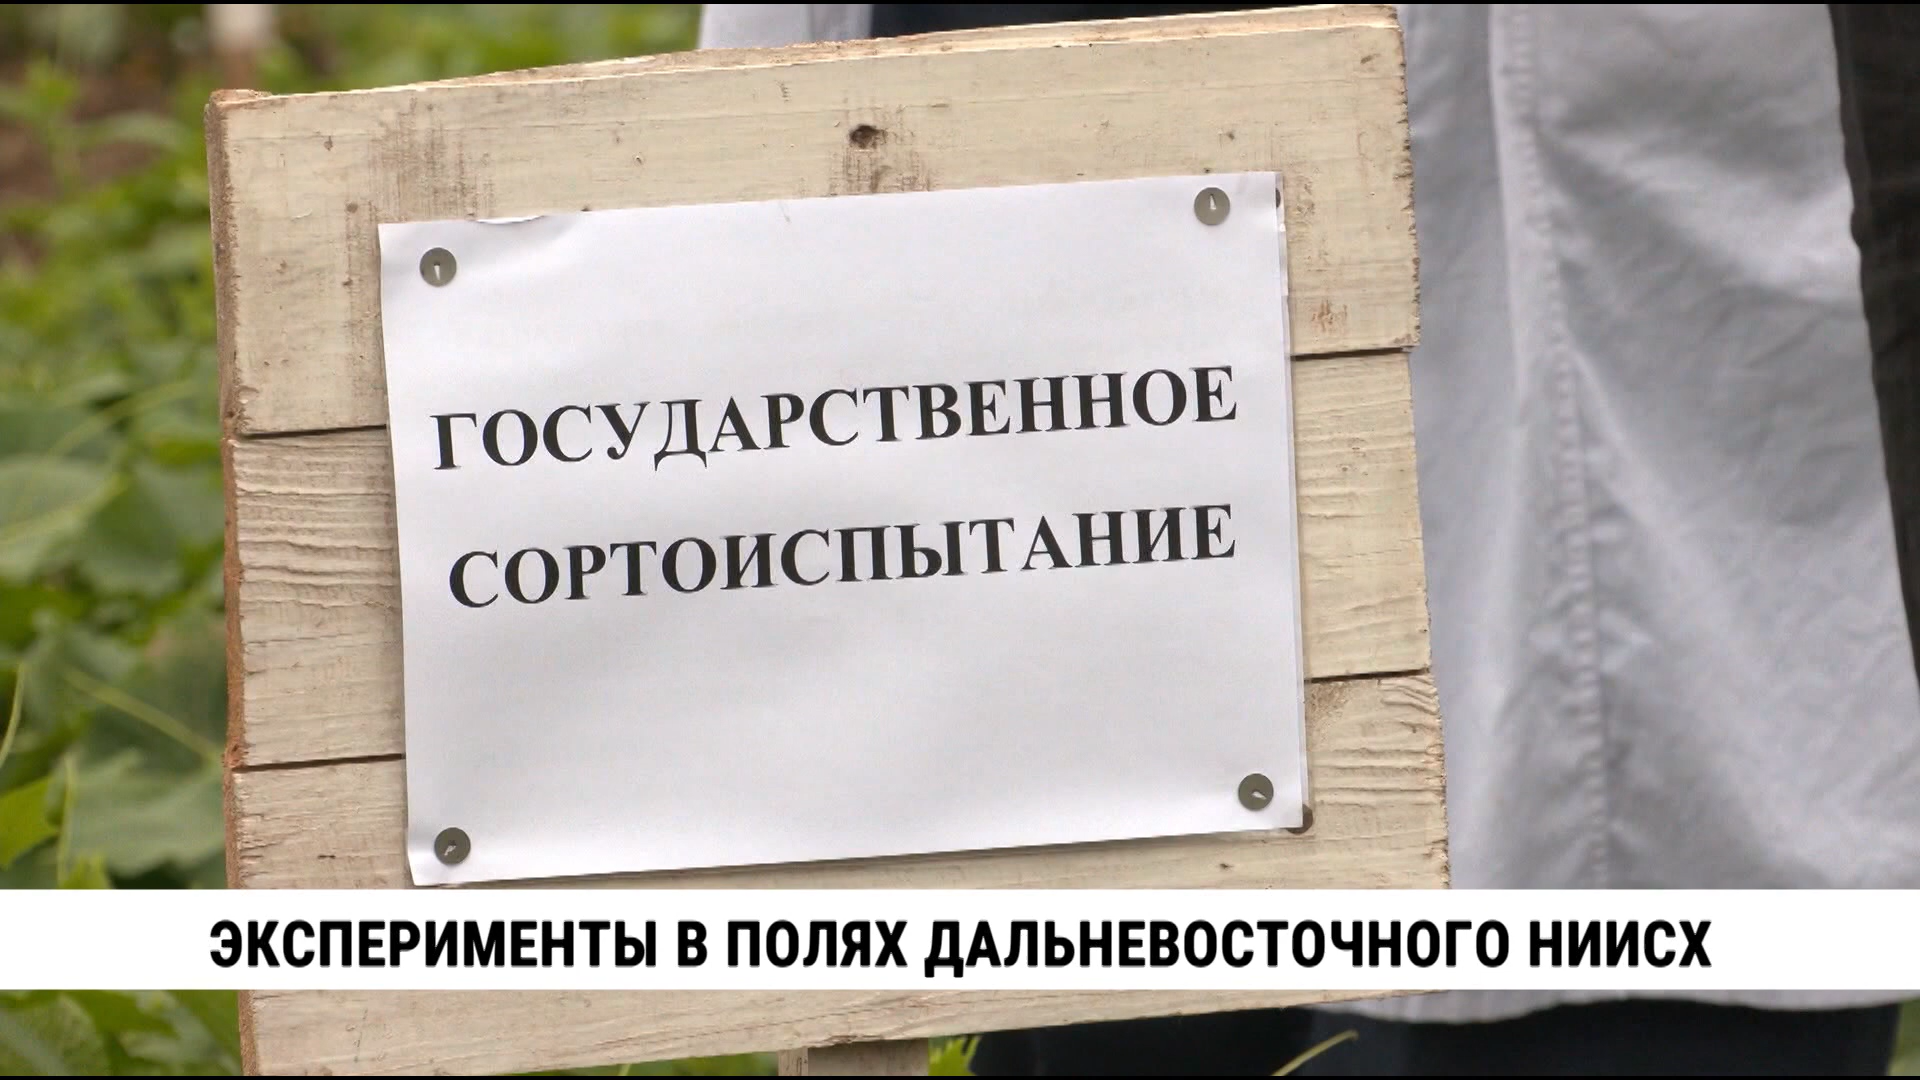 ГОСУДАРСТВЕННОЕ
СОРТОИСПЫТАНИЕ
ЭКСПЕРИМЕНТЫ В ПОЛЯХ ДАЛЬНЕВОСТОЧНОГО НИИСХ